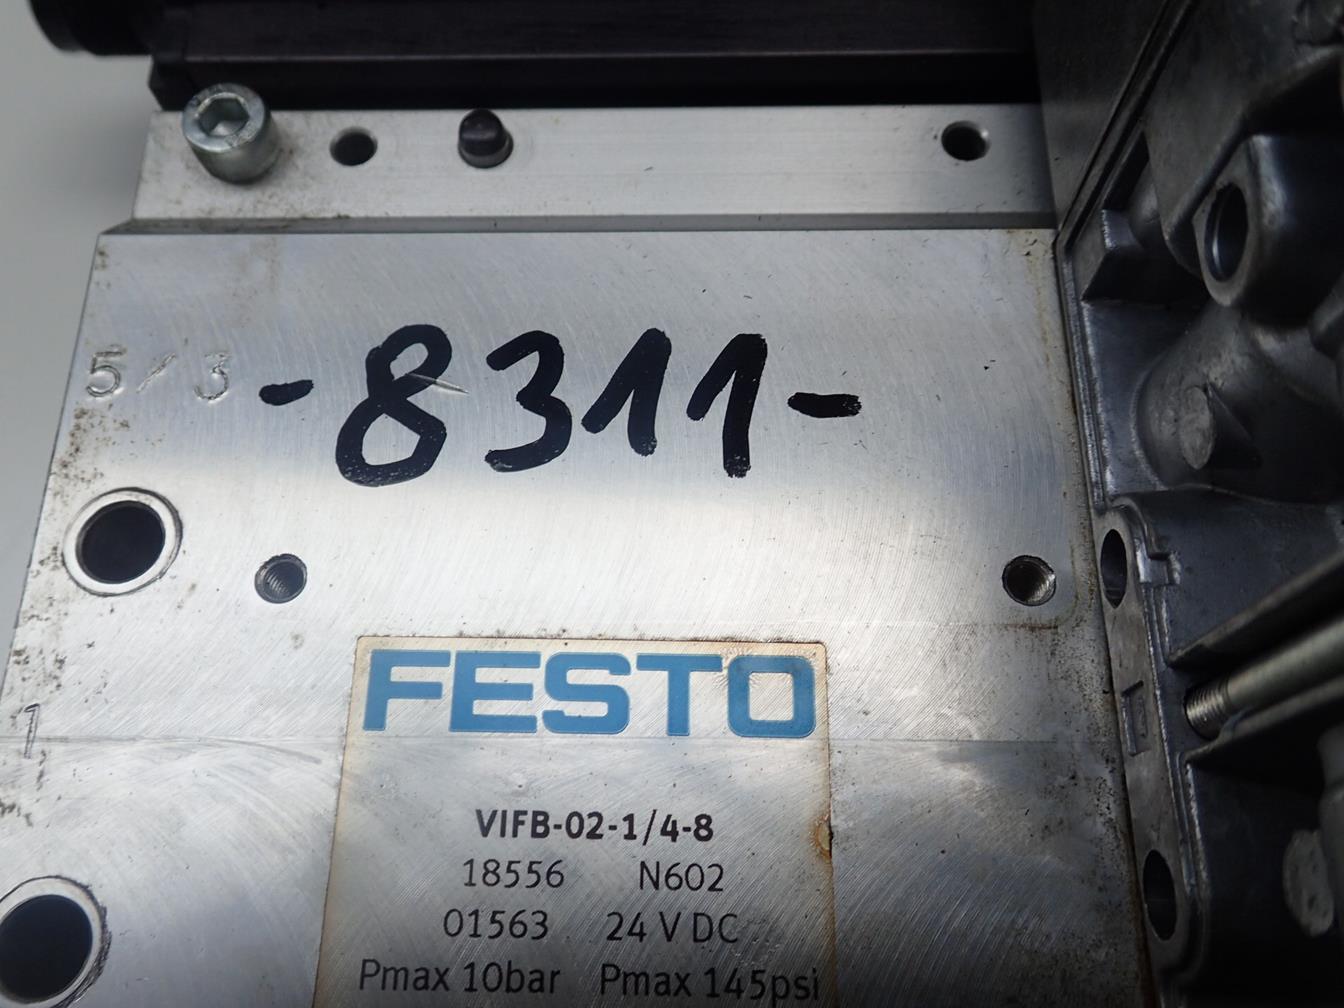 5/3
-8311-
FESTO
1
VIFB-02-1/4-8
18556 N602
01563 24 V DC
Pmax 10bar Pmax 145psi